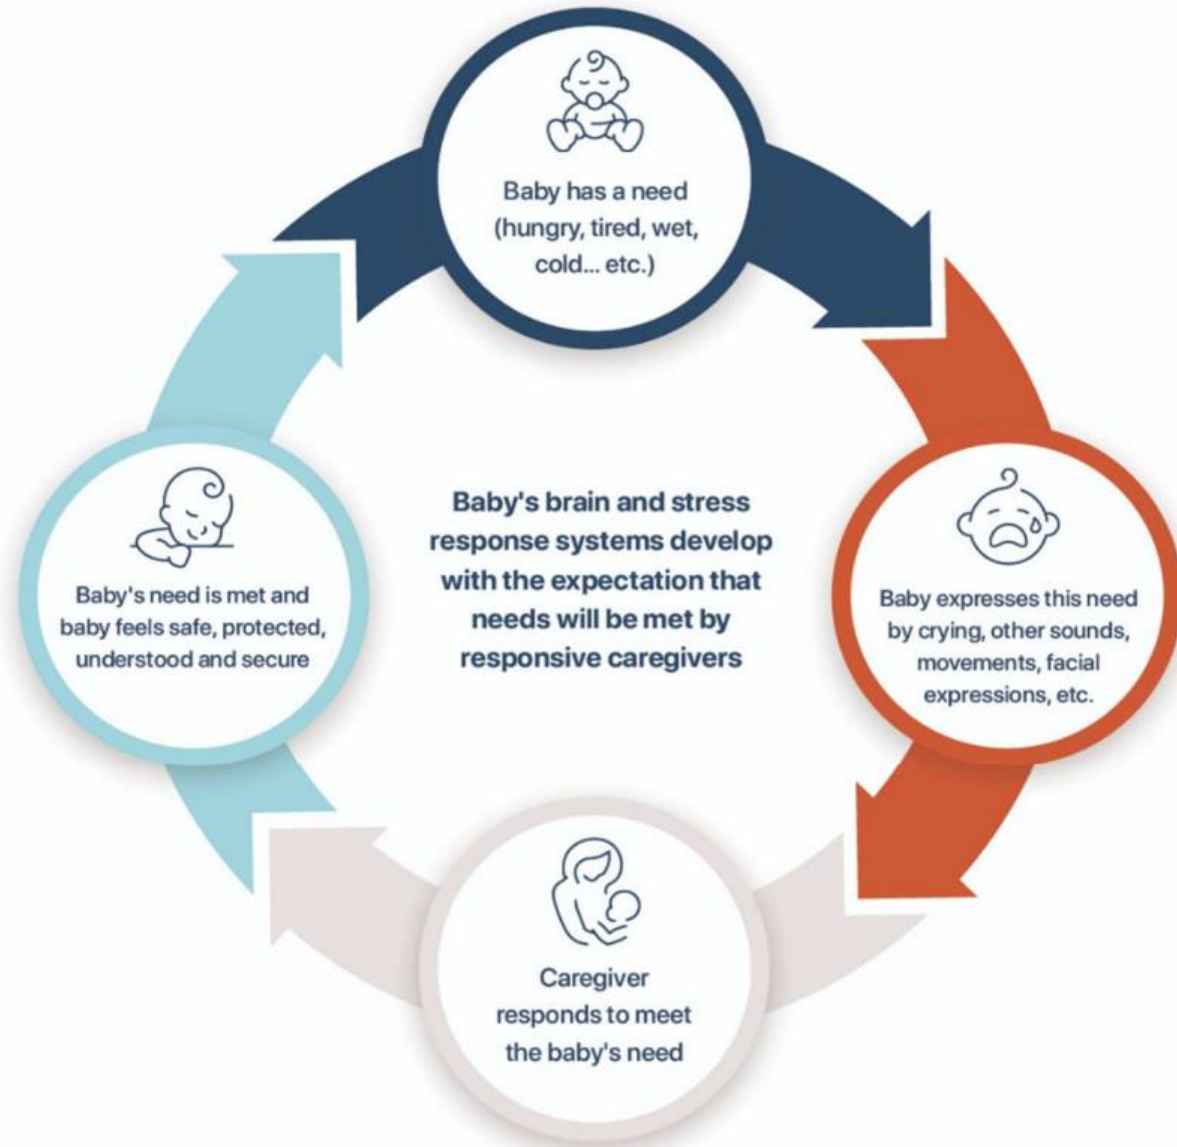 Baby has a need
(hungry, tired, wet,
cold... etc.)
Baby expresses this need
by crying, other sounds,
movements, facial
expressions, etc.
Caregiver
responds to meet
the baby's need
Baby's need is met and
baby feels safe, protected,
understood and secure
Baby's brain and stress
response systems develop
with the expectation that
needs will be met by
responsive caregivers